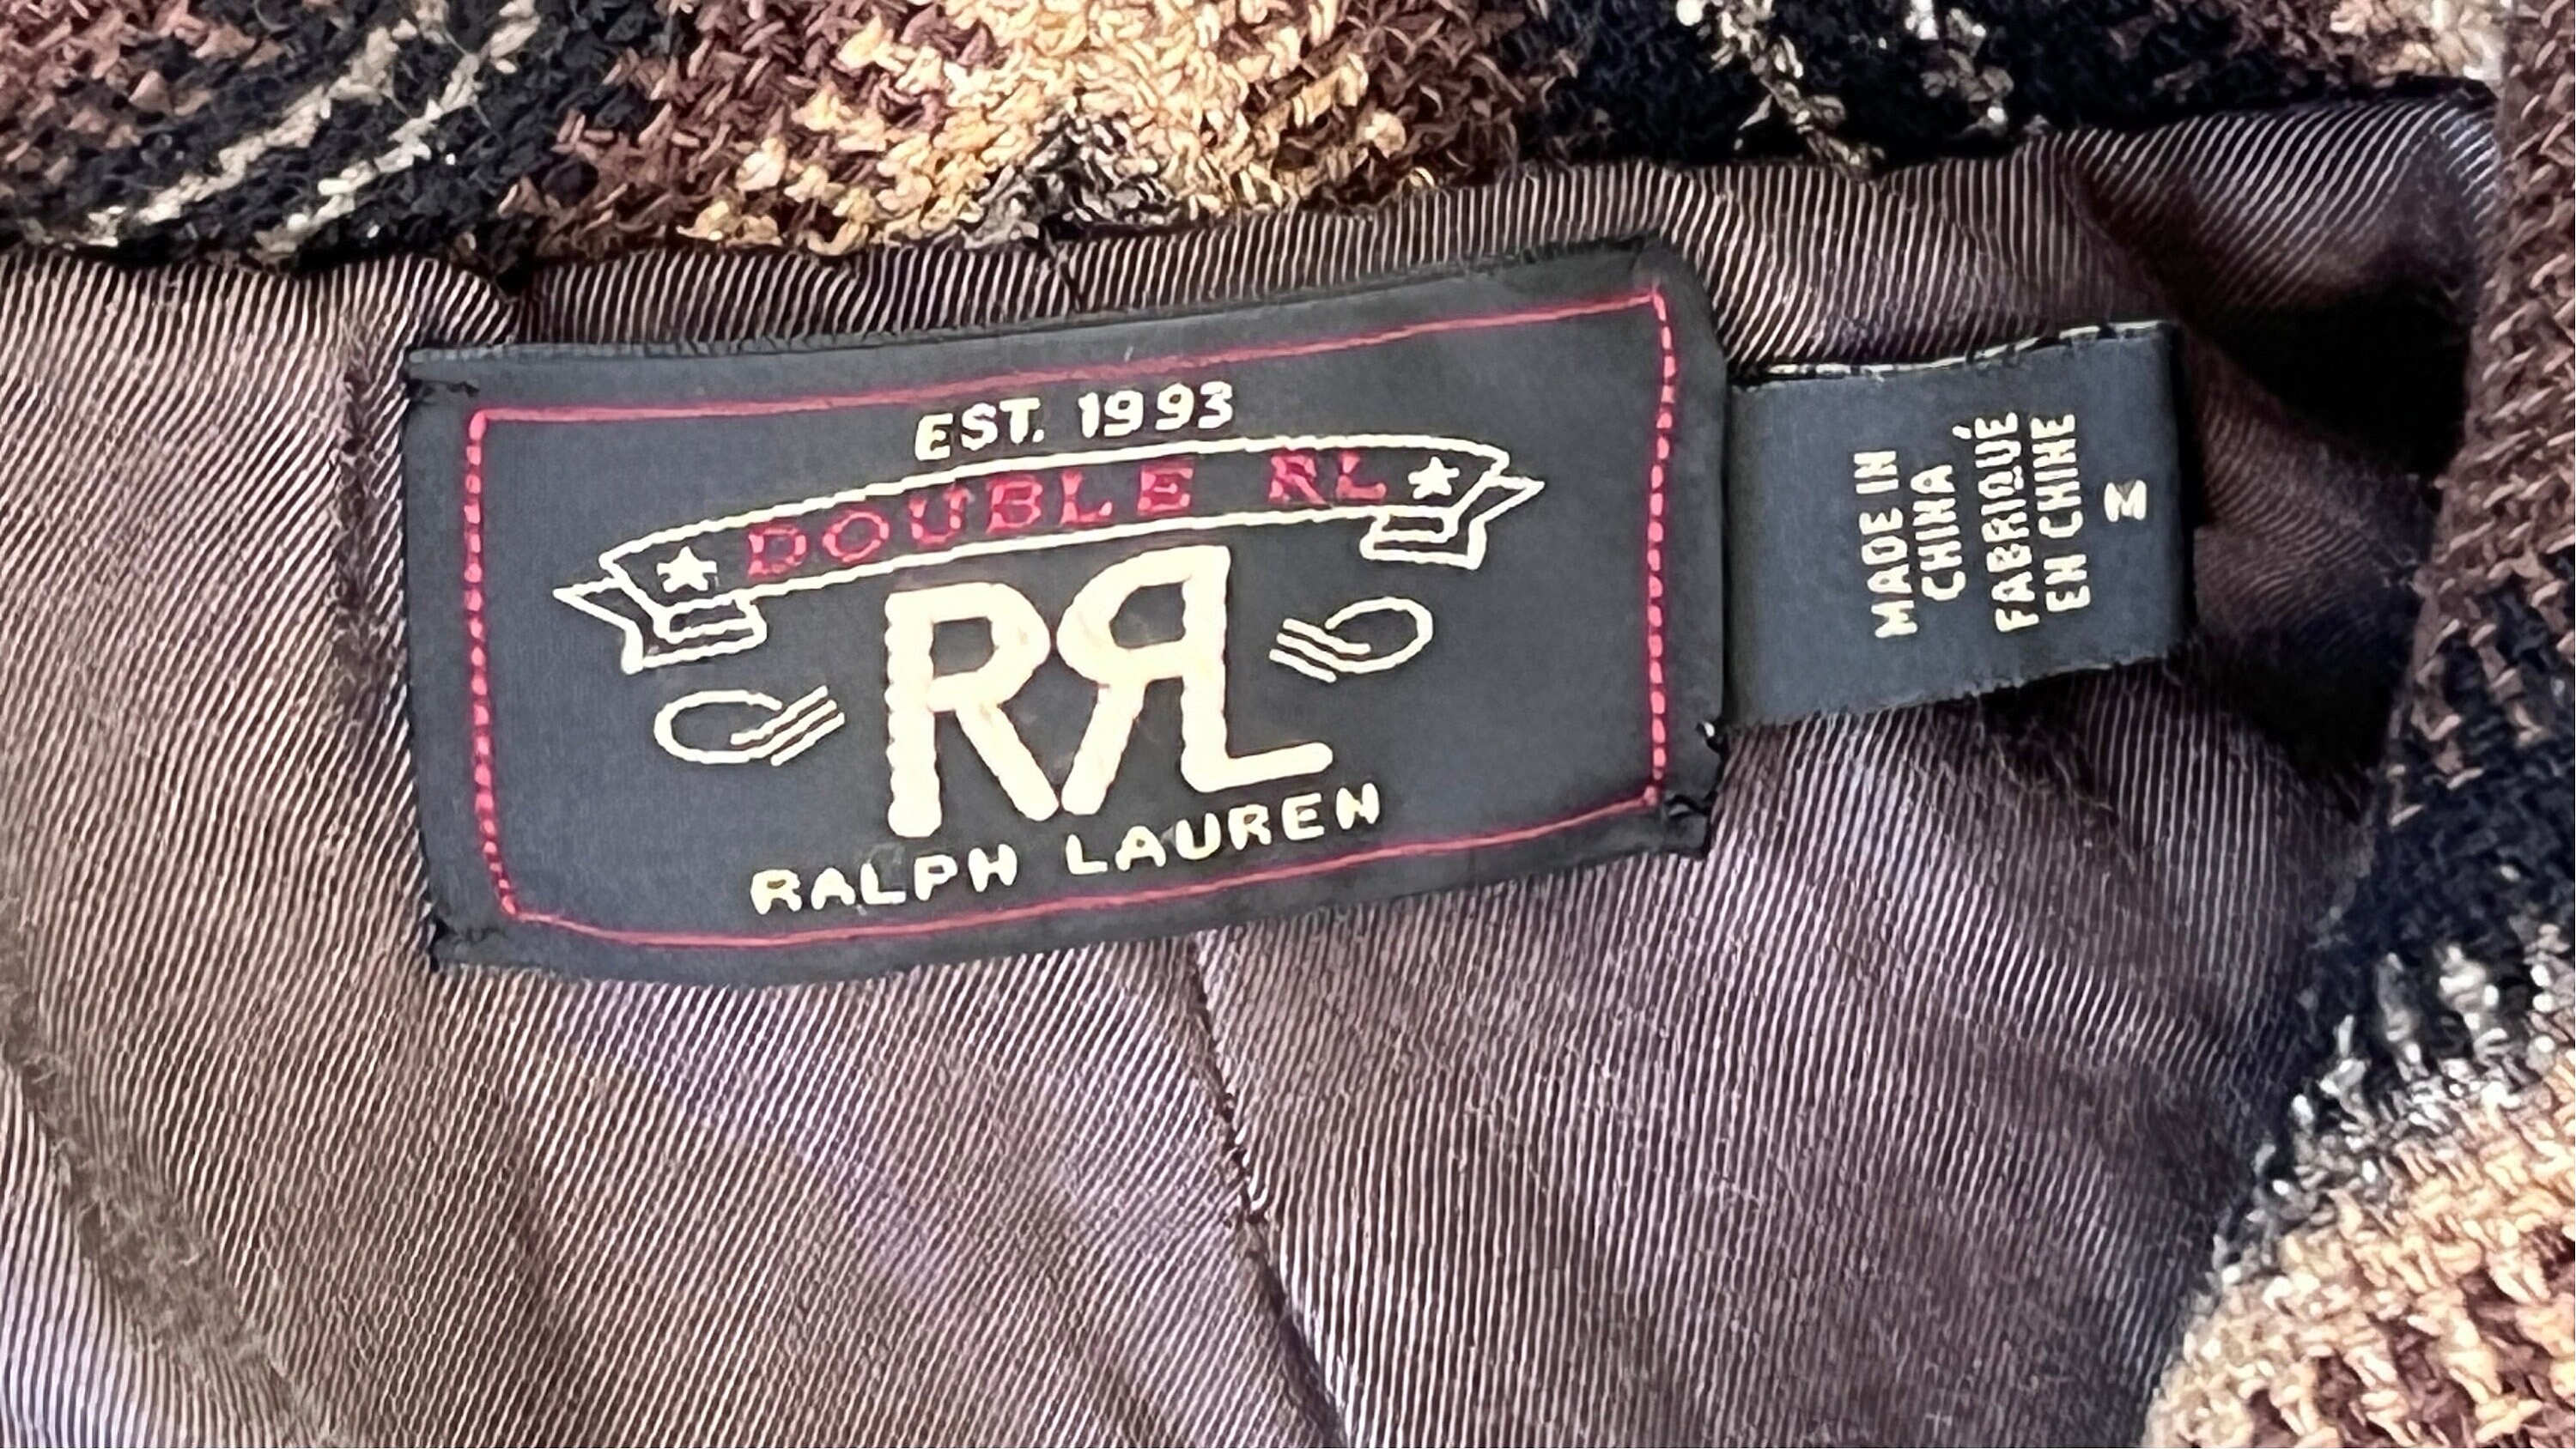 EST. 1993
DOUBLE RL
RRL
RALPH LAUREN
MADE IN
CHINA
FABRIQUÉ
EN CHINE
M